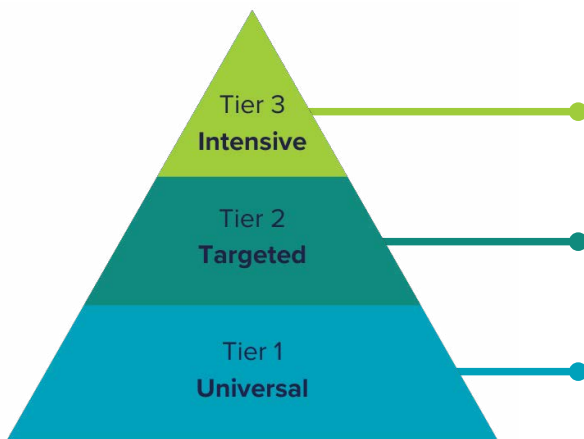 Tier 3
Intensive
Tier 2
Targeted
Tier 1
Universal